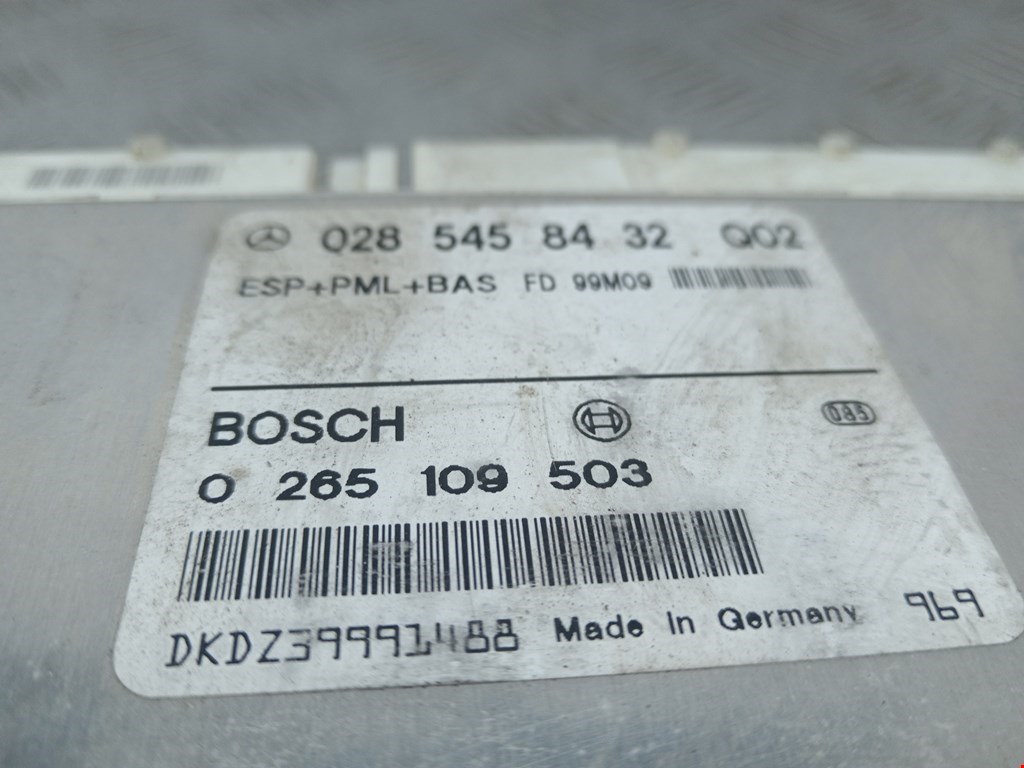 028 545 84 32 Q02
ESP+PML+BAS FD 99M09
BOSCH
085
0 265 109 503
DKDZ39991488 Made In Germany 969